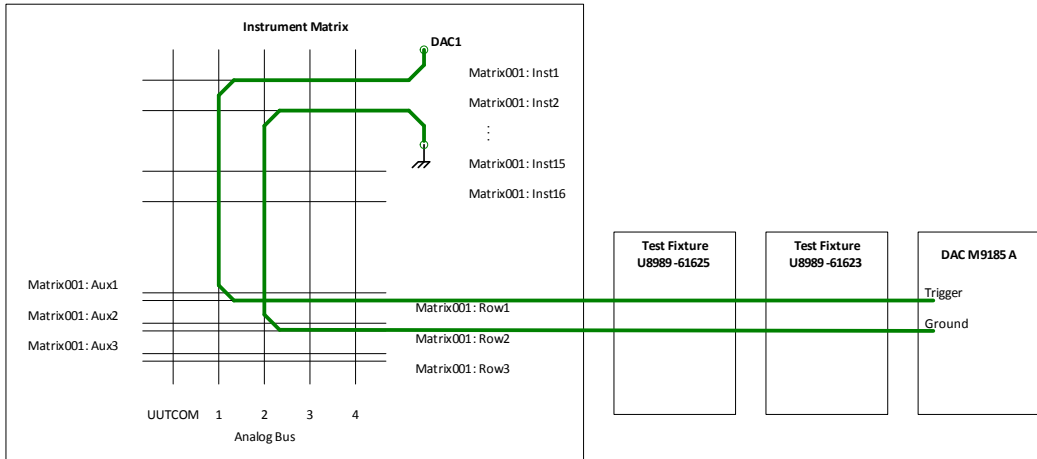 Instrument Matrix
DAC1
Matrix001: Inst1
Matrix001: Inst2
⋮
Matrix001: Inst15
Matrix001: Inst16
Test Fixture
U8989-61625
Test Fixture
U8989-61623
DAC M9185A
Matrix001: Aux1
Trigger
Matrix001: Row1
Matrix001: Aux2
Ground
Matrix001: Row2
Matrix001: Aux3
Matrix001: Row3
UUTCOM 1 2 3 4
Analog Bus